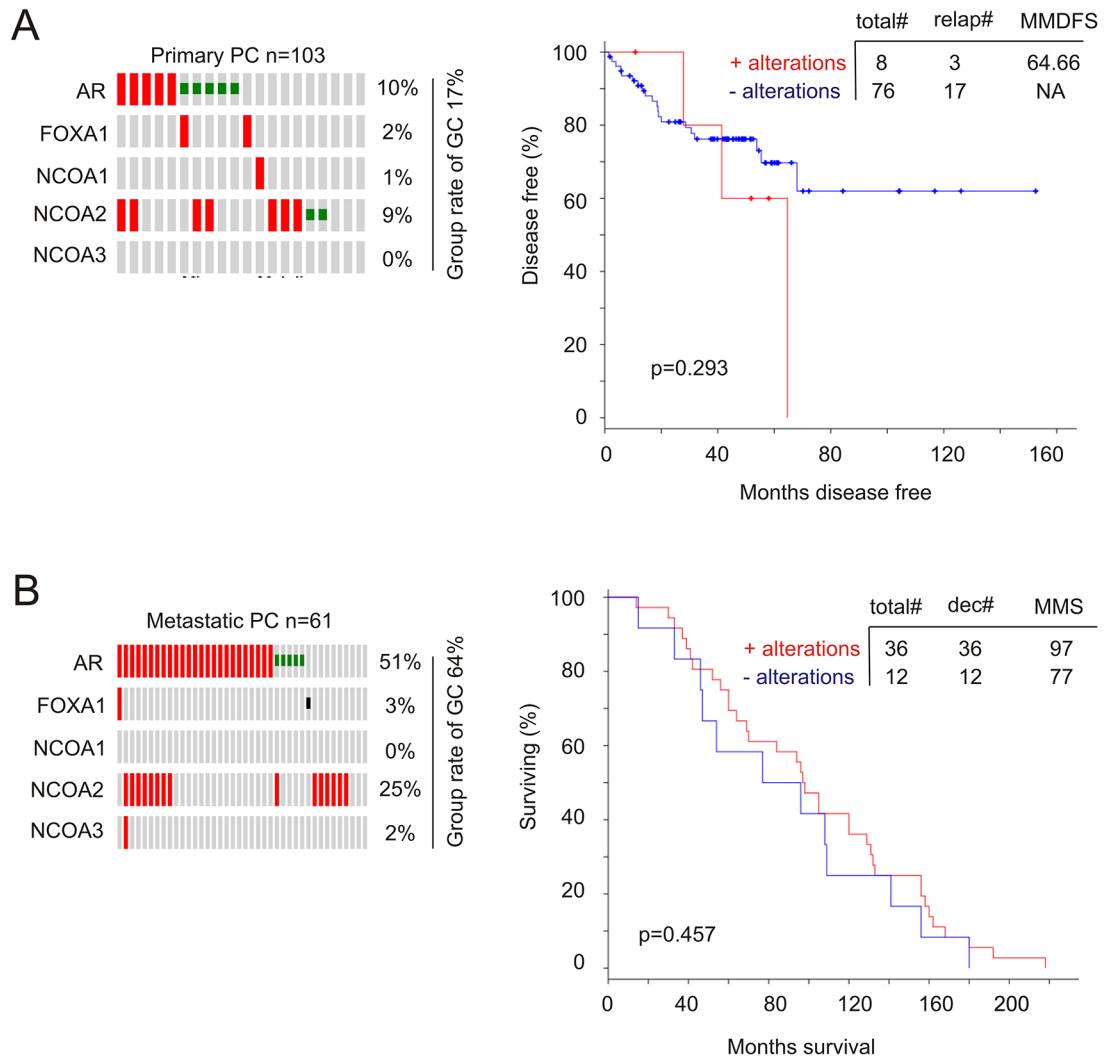 A
Primary PC n=103
AR 10%
FOXA1 2%
NCOA1 1%
NCOA2 9%
NCOA3 0%
Group rate of GC 17%
total# relap# MMDFS
+ alterations 8 3 64.66
- alterations 76 17 NA
Disease free (%)
100
80
60
40
20
0
p=0.293
0 40 80 120 160
Months disease free
B
Metastatic PC n=61
AR 51%
FOXA1 3%
NCOA1 0%
NCOA2 25%
NCOA3 2%
Group rate of GC 64%
total# dec# MMS
+ alterations 36 36 97
- alterations 12 12 77
Surviving (%)
100
80
60
40
20
0
p=0.457
0 40 80 120 160 200
Months survival